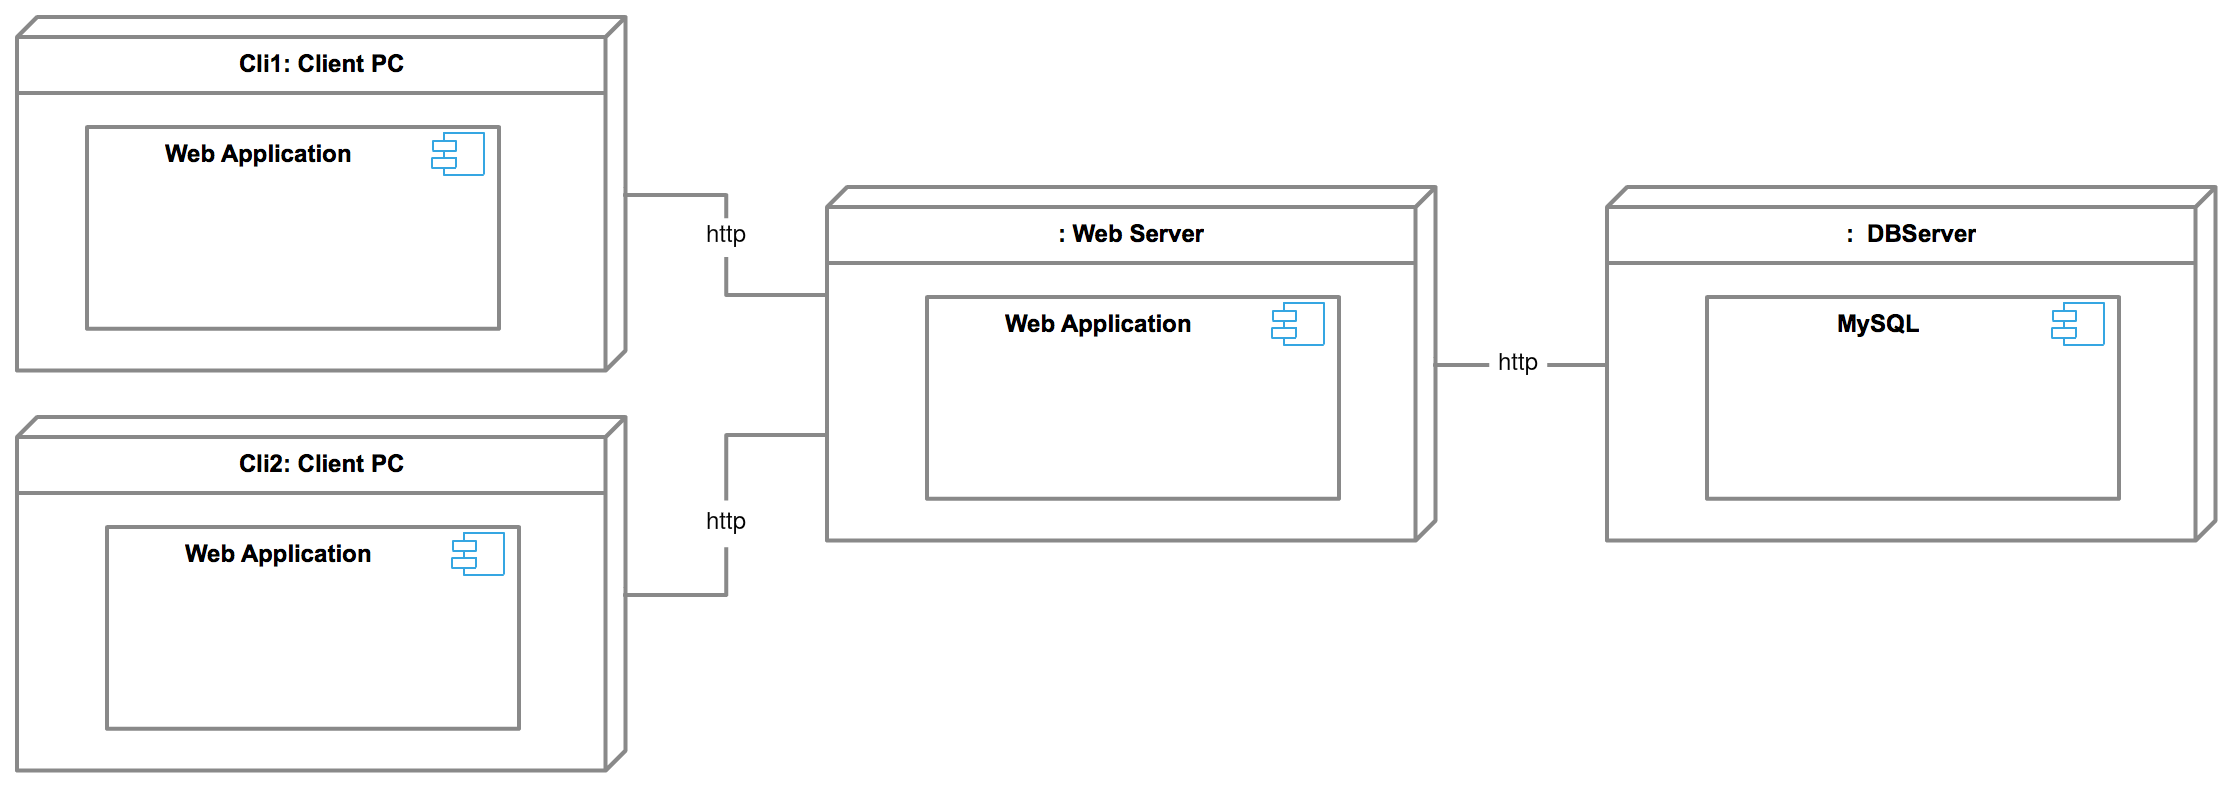 Cli1: Client PC
Web Application
http
: Web Server
Web Application
http
:  DBServer
MySQL
Cli2: Client PC
Web Application
http